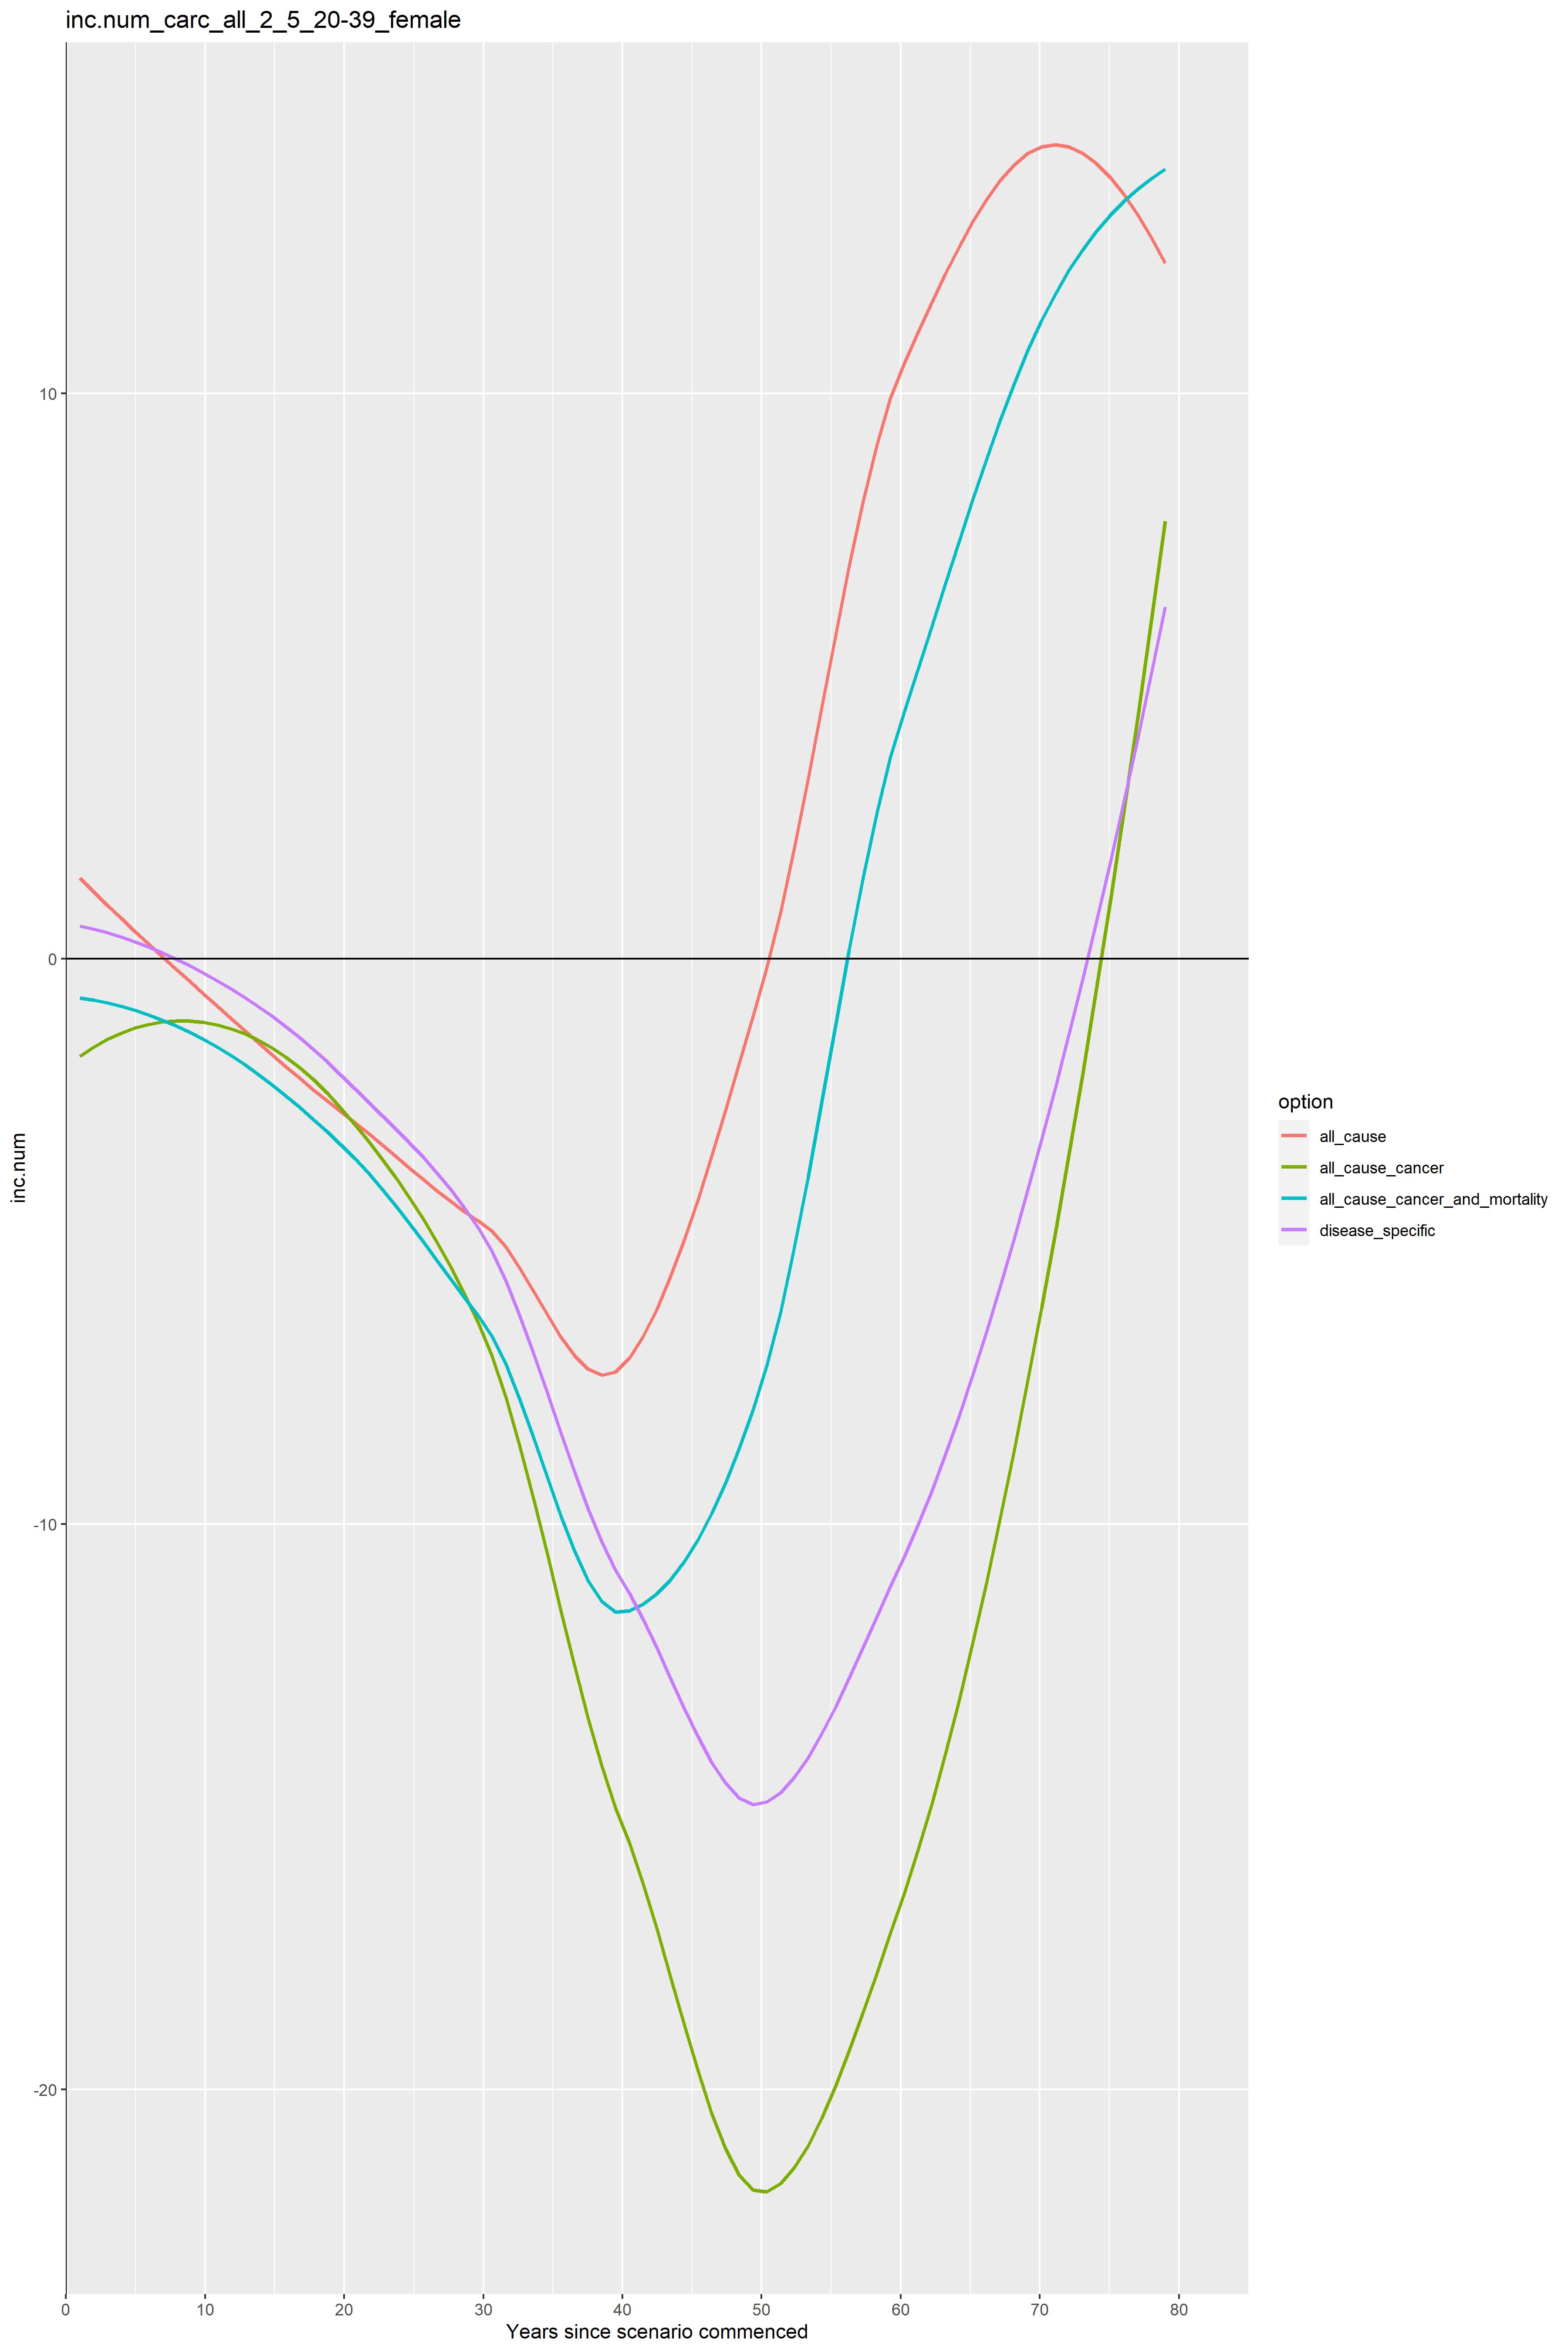 inc.num_carc_all_2_5_20-39_female
inc.num
10
0
-10
-20
0 10 20 30 40 50 60 70 80
Years since scenario commenced
option
all_cause
all_cause_cancer
all_cause_cancer_and_mortality
disease_specific